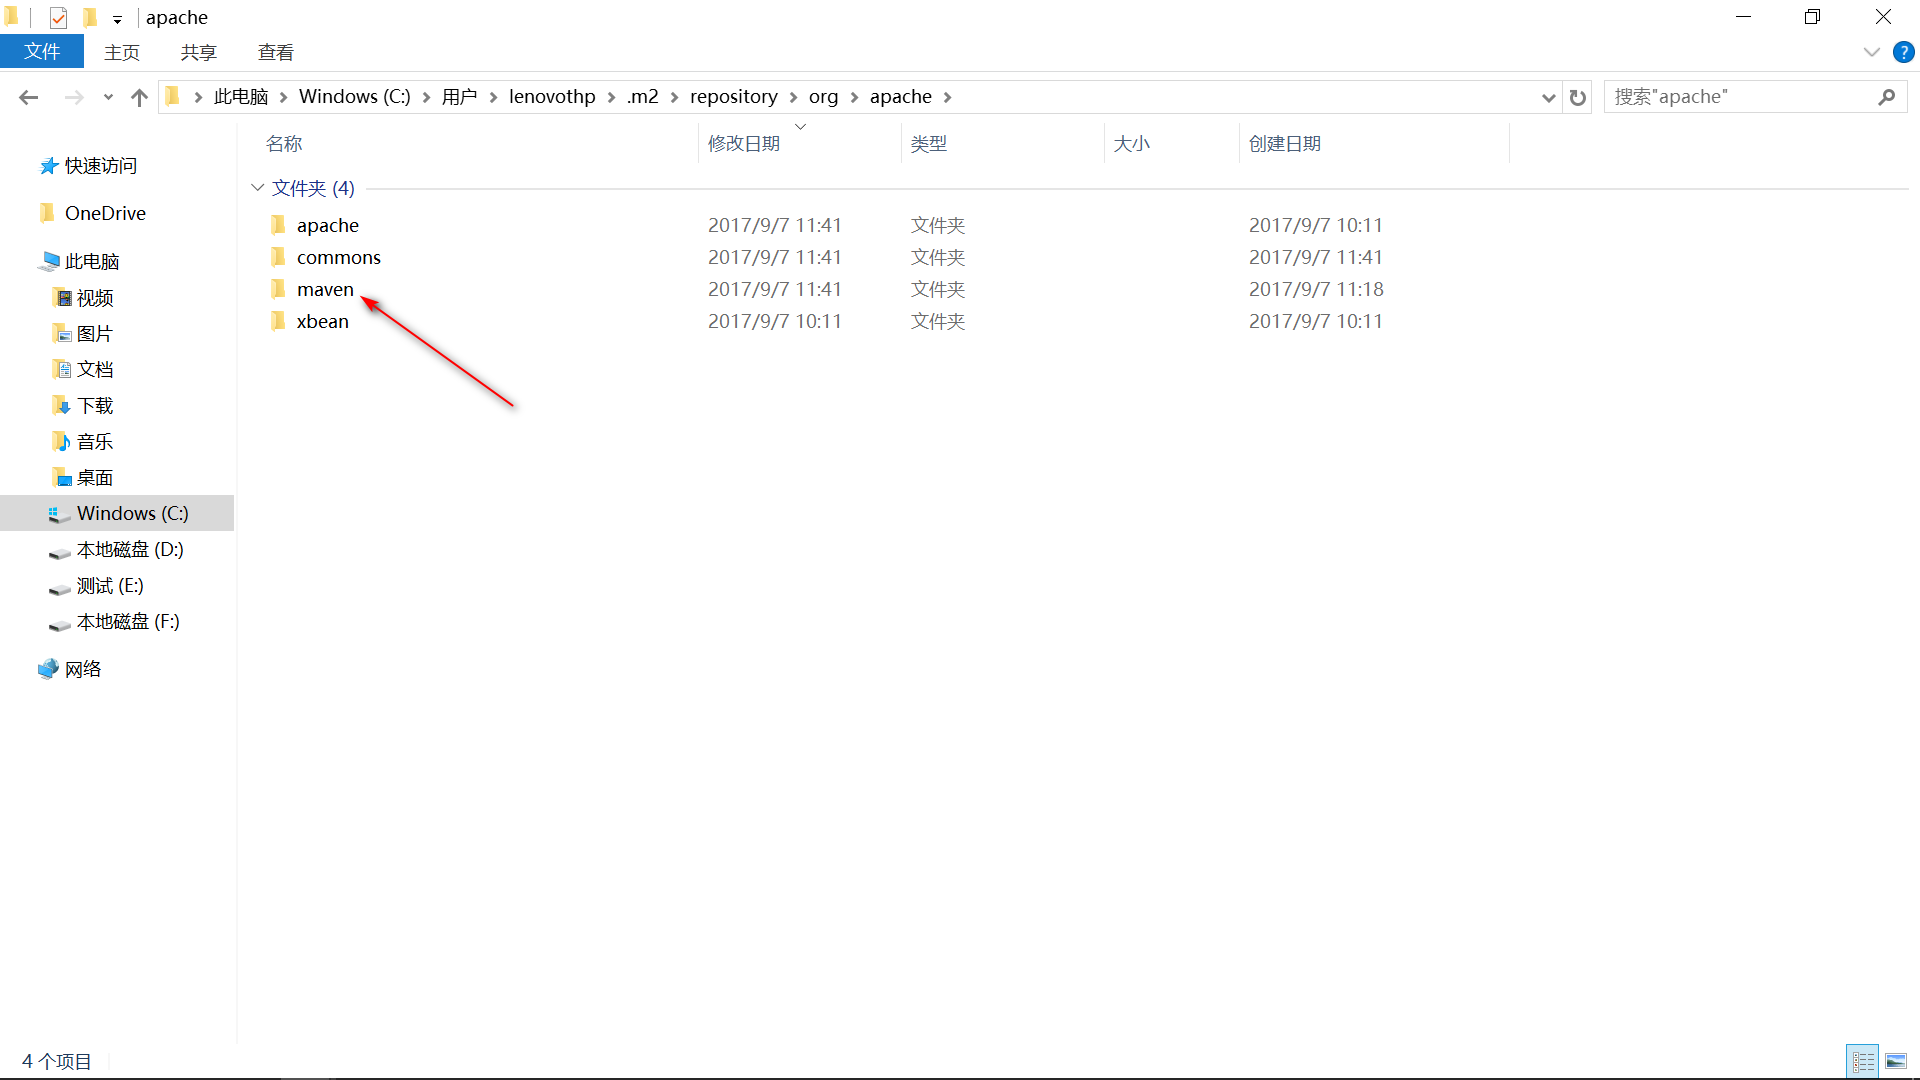 apache
文件 主页 共享 查看
此电脑 Windows (C:) 用户 lenovothp .m2 repository org apache 搜索"apache"
名称 修改日期 类型 大小 创建日期
快速访问
OneDrive
此电脑
视频
图片
文档
下载
音乐
桌面
Windows (C:)
本地磁盘 (D:)
测试 (E:)
本地磁盘 (F:)
网络
文件夹 (4)
apache 2017/9/7 11:41 文件夹 2017/9/7 10:11
commons 2017/9/7 11:41 文件夹 2017/9/7 11:41
maven 2017/9/7 11:41 文件夹 2017/9/7 11:18
xbean 2017/9/7 10:11 文件夹 2017/9/7 10:11
4 个项目